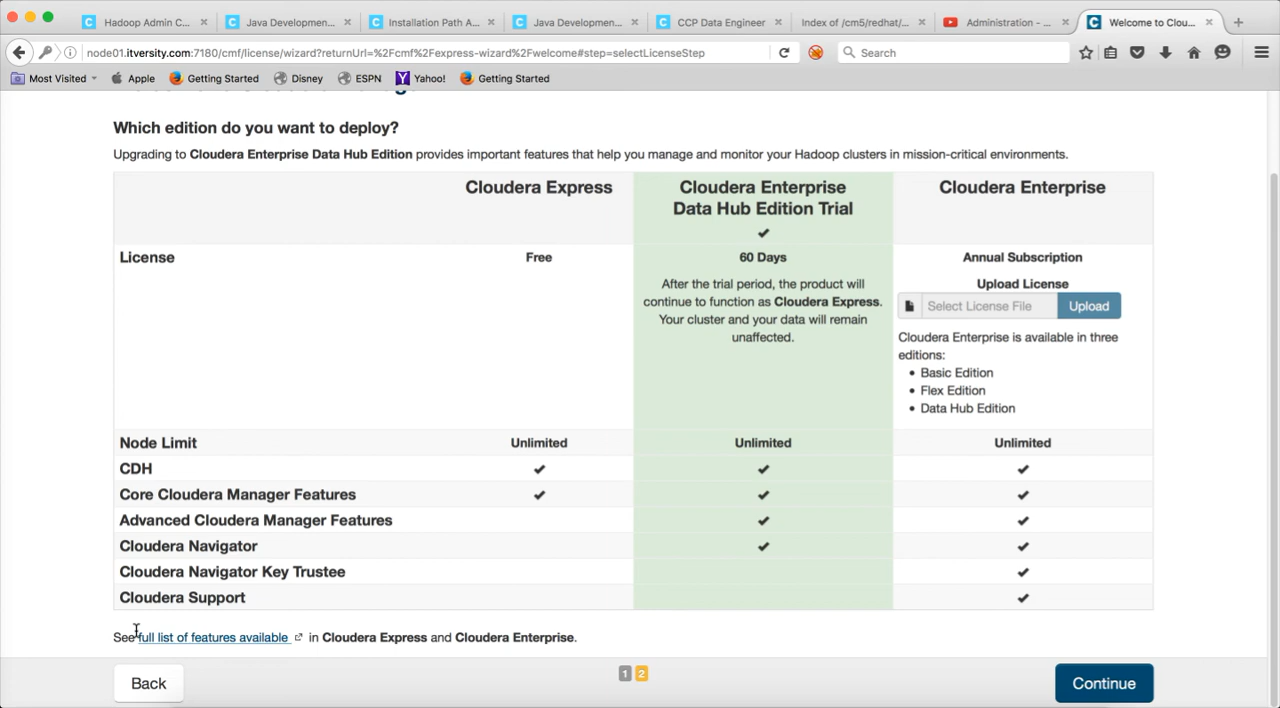 Hadoop Admin C...
Java Developmen...
Installation Path A...
Java Developmen...
CCP Data Engineer
Index of /cm5/redhat/...
Administration - ...
Welcome to Clou...
node01.itversity.com:7180/cmf/license/wizard?returnUrl=%2Fcmf%2Fexpress-wizard%2Fwelcome#step=selectLicenseStep
Search
Most Visited
Apple
Getting Started
Disney
ESPN
Yahoo!
Getting Started
Which edition do you want to deploy?
Upgrading to Cloudera Enterprise Data Hub Edition provides important features that help you manage and monitor your Hadoop clusters in mission-critical environments.
Cloudera Express
Cloudera Enterprise
Data Hub Edition Trial
Cloudera Enterprise
License
Free
60 Days
After the trial period, the product will
continue to function as Cloudera Express.
Your cluster and your data will remain
unaffected.
Annual Subscription
Upload License
Select License File
Upload
Cloudera Enterprise is available in three
editions:
• Basic Edition
• Flex Edition
• Data Hub Edition
Node Limit Unlimited Unlimited Unlimited
CDH
Core Cloudera Manager Features
Advanced Cloudera Manager Features
Cloudera Navigator
Cloudera Navigator Key Trustee
Cloudera Support
See full list of features available in Cloudera Express and Cloudera Enterprise.
Back
1 2
Continue